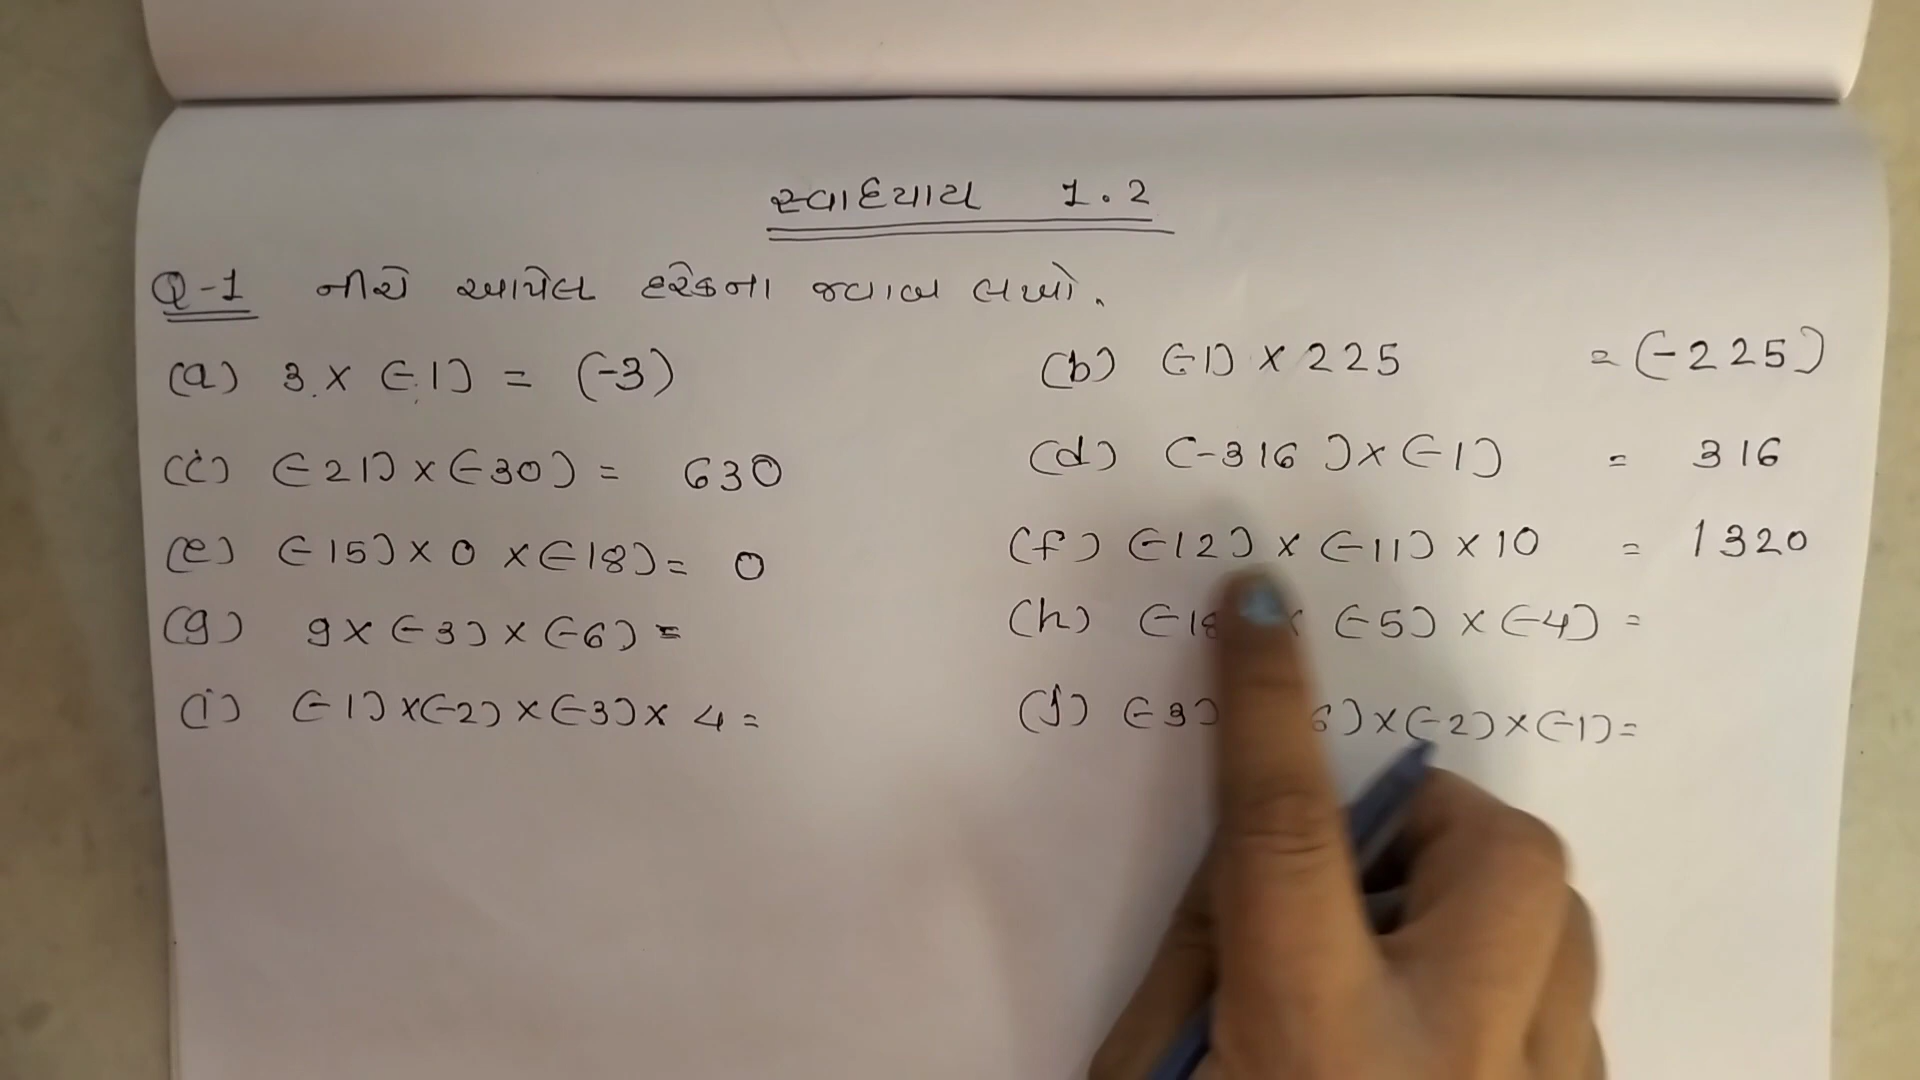 સ્વાધ્યાય 1.2
Q-1 નીચે આપેલ દરેકના જવાબ લખો.
(a) 3 × (-1) = (-3)
(b) (-1) × 225 = (-225)
(c) (-21) × (-30) = 630
(d) (-316) × (-1) = 316
(e) (-15) × 0 × (-18) = 0
(f) (-12) × (-11) × 10 = 1320
(g) 9 × (-3) × (-6) =
(h) (-18 × (-5) × (-4) =
(i) (-1) × (-2) × (-3) × 4 =
(j) (-3) 6) × (-2) × (-1) =